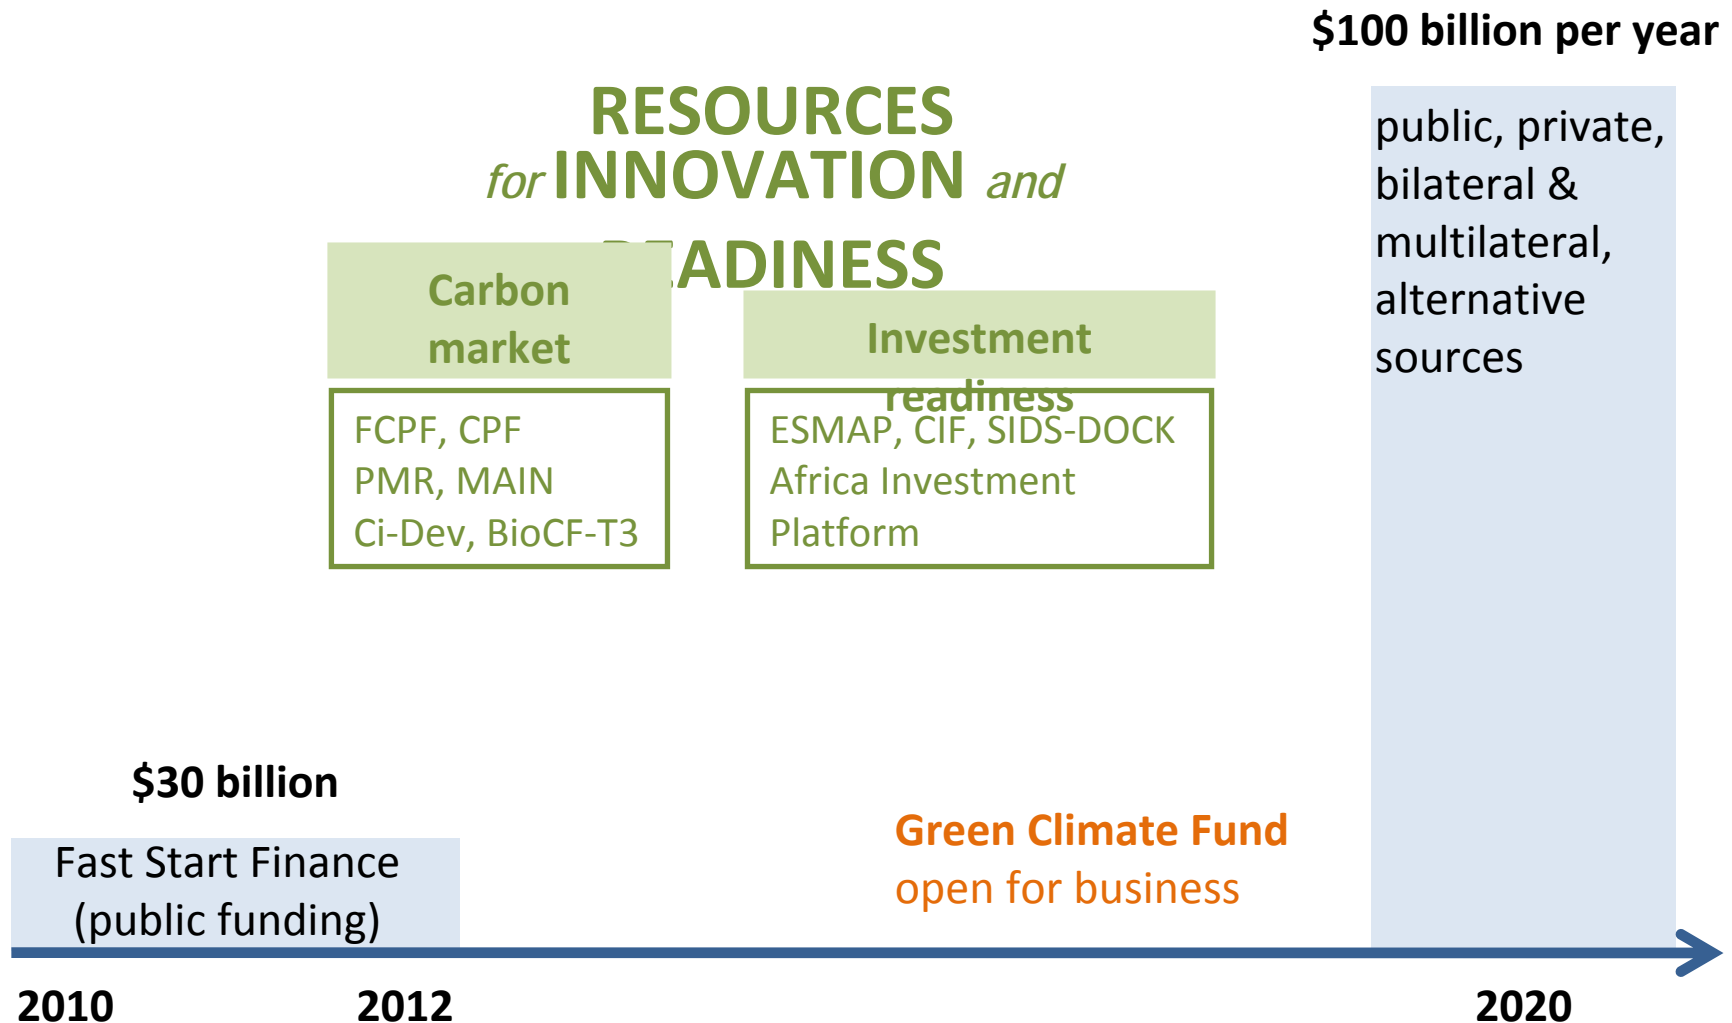 $100 billion per year
RESOURCES
for INNOVATION and
READINESS
public, private,
bilateral &
multilateral,
alternative
sources
Carbon
market
FCPF, CPF
PMR, MAIN
Ci-Dev, BioCF-T3
Investment
readiness
ESMAP, CIF, SIDS-DOCK
Africa Investment
Platform
$30 billion
Fast Start Finance
(public funding)
Green Climate Fund
open for business
2010
2012
2020